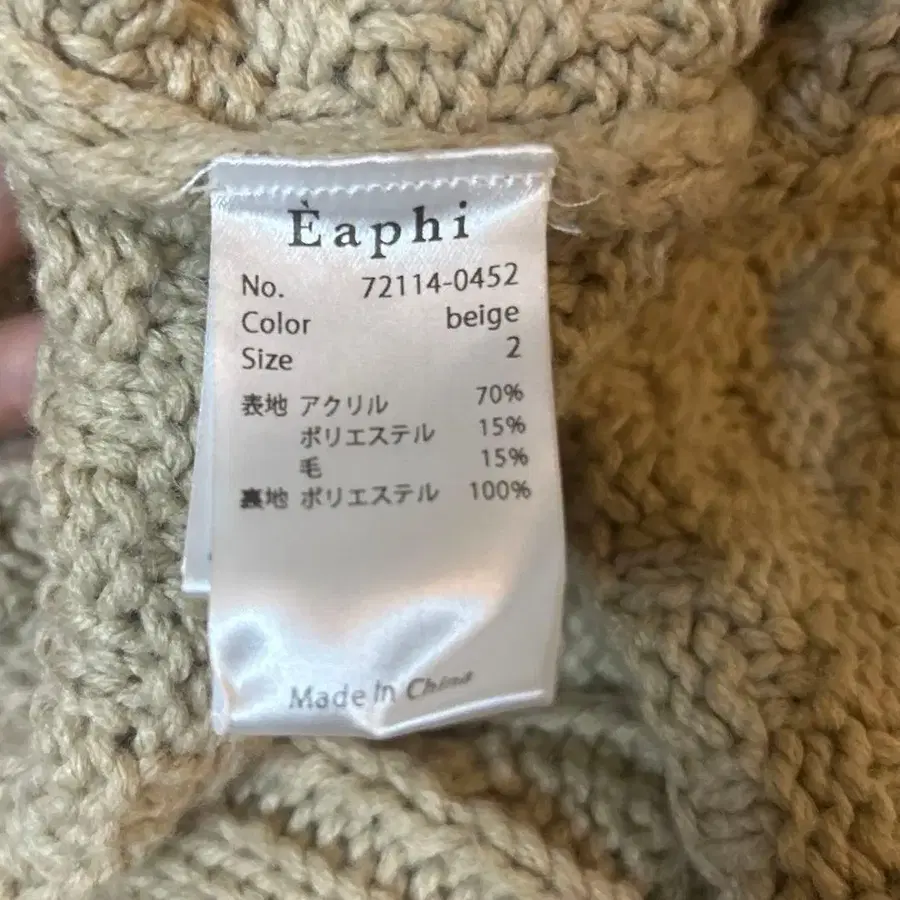 Èaphi
No. 72114-0452
Color beige
Size 2
表地 アクリル 70%
ポリエステル 15%
毛 15%
裏地 ポリエステル 100%
Made In China